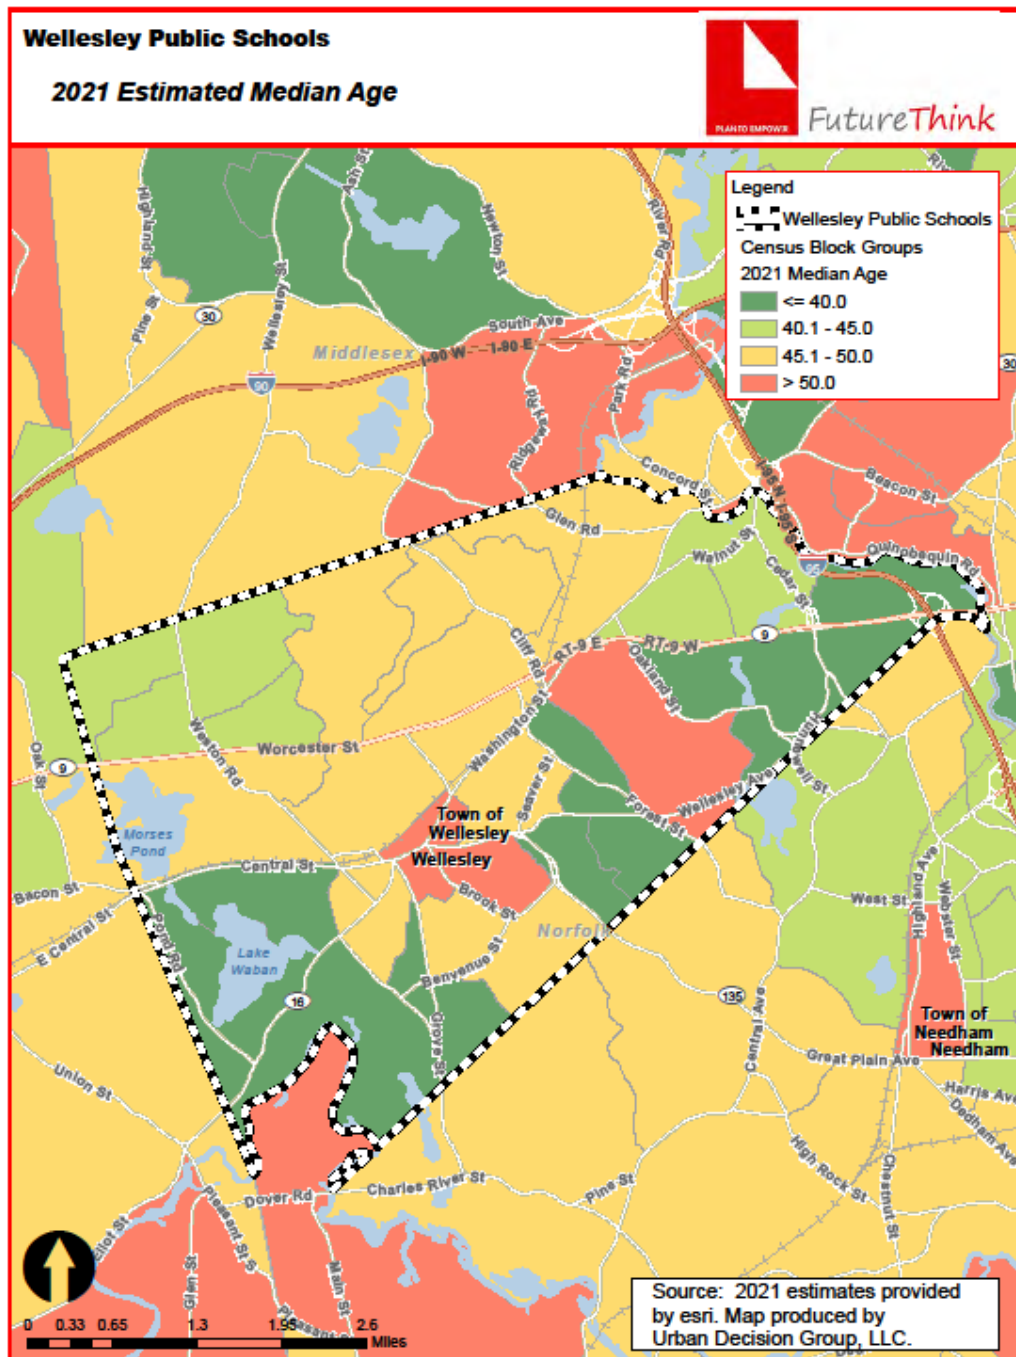 Wellesley Public Schools
2021 Estimated Median Age
PLAN TO EMPOWER
FutureThink
Legend
Wellesley Public Schools
Census Block Groups
2021 Median Age
<= 40.0
40.1 - 45.0
45.1 - 50.0
> 50.0
Highland St
Ash St
Newton St
River Rd
Wellesley St
Pine St
30
South Ave
30
Middlesex
I-90 W
I-90 E
90
Park Rd
Ridgeway Rd
Concord St
I-95 N
I-95 S
Beacon St
Glen Rd
Walnut St
Cedar St
95
Quinobequin Rd
9
Cliff Rd
RT-9 E
RT-9 W
Oakland St
Weston Rd
Washington St
Worcester St
Oak St
9
Seaver St
Wellesley Ave
Forest St
Town of
Wellesley
Wellesley
Morses
Pond
Central St
Bacon St
E Central St
Brook St
West St
Highland Ave
Webster St
Pond Rd
Norfolk
Lake
Waban
Benvenue St
16
135
Grove St
Central Ave
Town of
Needham
Needham
Great Plain Ave
Union St
Harris Ave
Dedham Ave
High Rock St
Chestnut St
Charles River St
Pine St
Dover Rd
Pleasant St S
Eliot St
Glen St
Main St
0 0.33 0.65 1.3 1.95 2.6
Miles
Source: 2021 estimates provided
by esri. Map produced by
Urban Decision Group, LLC.